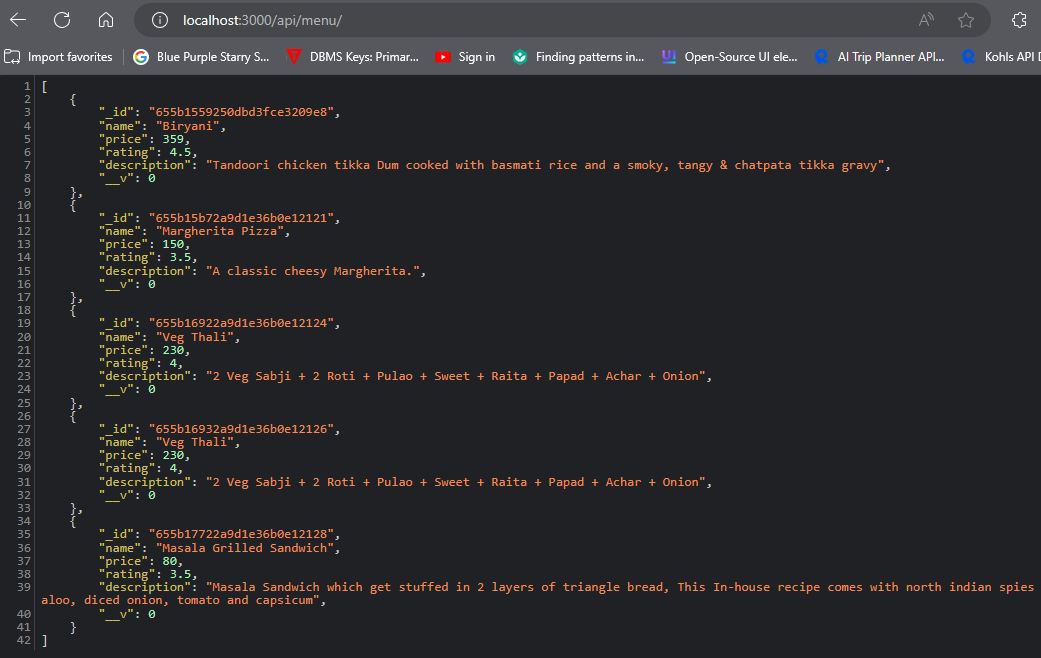 localhost:3000/api/menu/
Import favorites Blue Purple Starry S... DBMS Keys: Primar... Sign in Finding patterns in... Open-Source UI ele... AI Trip Planner API... Kohls API D
1 [
2 {
3 "_id": "655b1559250dbd3fce3209e8",
4 "name": "Biryani",
5 "price": 359,
6 "rating": 4.5,
7 "description": "Tandoori chicken tikka Dum cooked with basmati rice and a smoky, tangy & chatpata tikka gravy",
8 "__v": 0
9 },
10 {
11 "_id": "655b15b72a9d1e36b0e12121",
12 "name": "Margherita Pizza",
13 "price": 150,
14 "rating": 3.5,
15 "description": "A classic cheesy Margherita.",
16 "__v": 0
17 },
18 {
19 "_id": "655b16922a9d1e36b0e12124",
20 "name": "Veg Thali",
21 "price": 230,
22 "rating": 4,
23 "description": "2 Veg Sabji + 2 Roti + Pulao + Sweet + Raita + Papad + Achar + Onion",
24 "__v": 0
25 },
26 {
27 "_id": "655b16932a9d1e36b0e12126",
28 "name": "Veg Thali",
29 "price": 230,
30 "rating": 4,
31 "description": "2 Veg Sabji + 2 Roti + Pulao + Sweet + Raita + Papad + Achar + Onion",
32 "__v": 0
33 },
34 {
35 "_id": "655b17722a9d1e36b0e12128",
36 "name": "Masala Grilled Sandwich",
37 "price": 80,
38 "rating": 3.5,
39 "description": "Masala Sandwich which get stuffed in 2 layers of triangle bread, This In-house recipe comes with north indian spies
aloo, diced onion, tomato and capsicum",
40 "__v": 0
41 }
42 ]